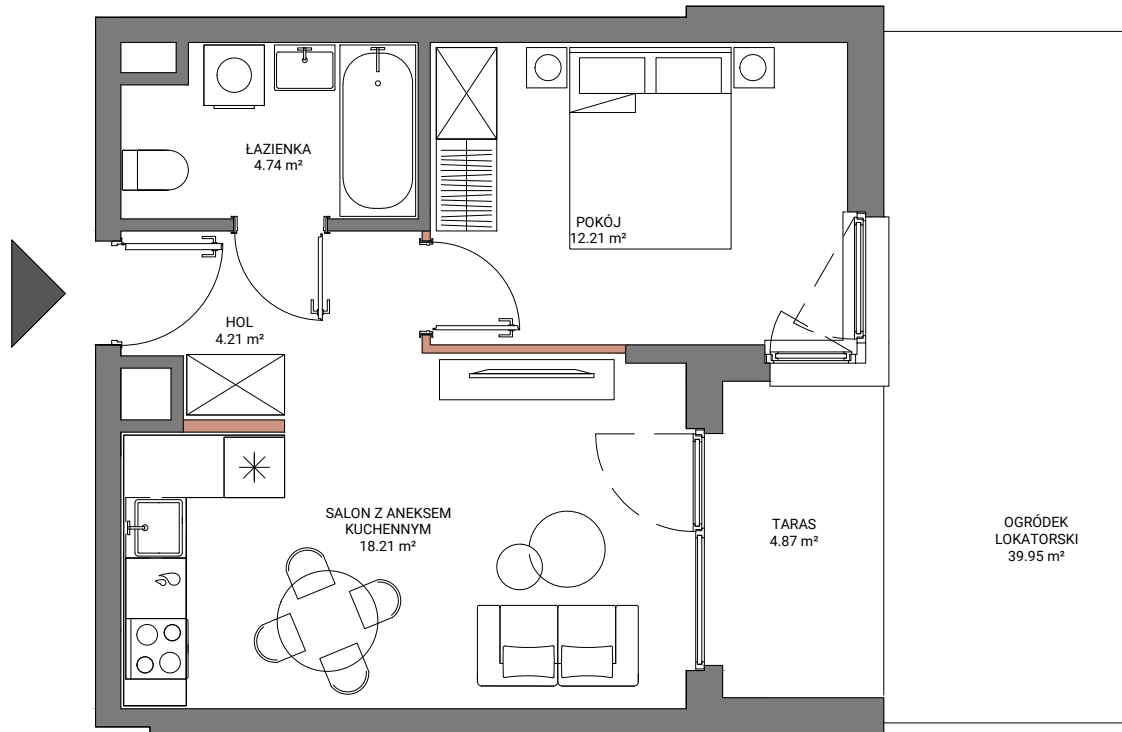 ŁAZIENKA
4.74 m²
POKÓJ
12.21 m²
HOL
4.21 m²
SALON Z ANEKSEM
KUCHENNYM
18.21 m²
TARAS
4.87 m²
OGRÓDEK
LOKATORSKI
39.95 m²